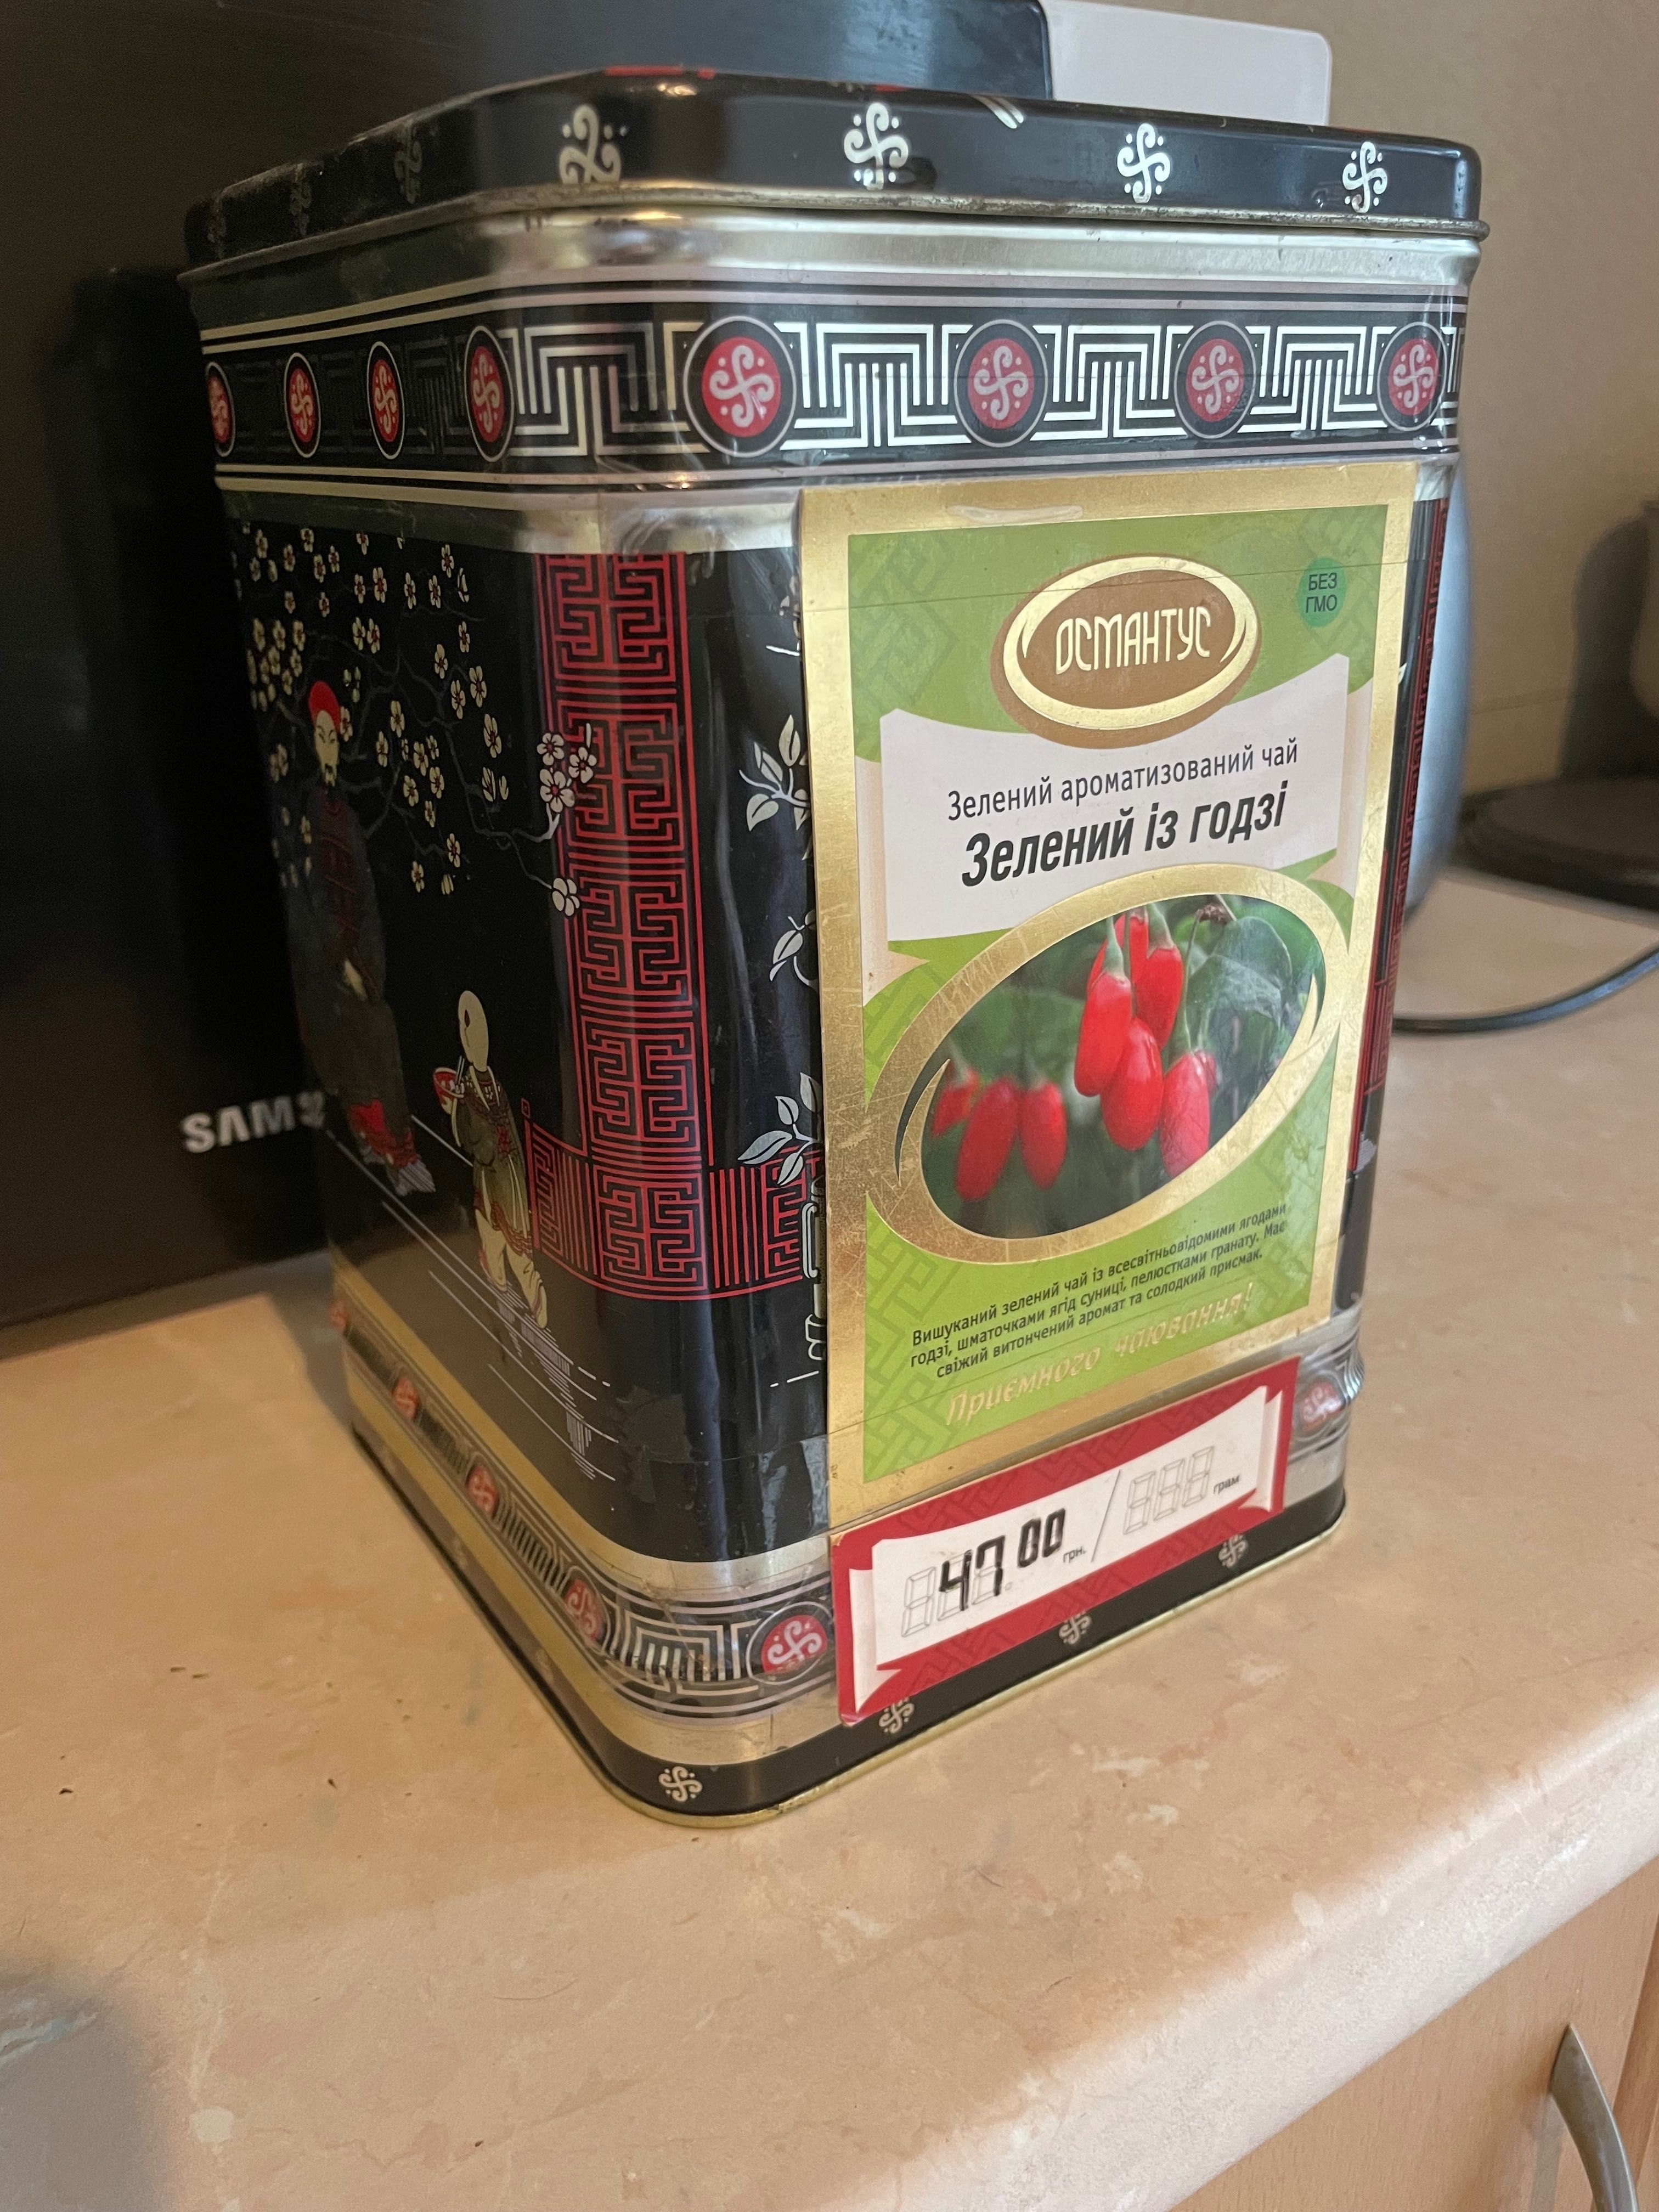 ОСМАНТУС
БЕЗ
ГМО
Зелений ароматизований чай
Зелений із годзі
Вишуканий зелений чай із всесвітньовідомими ягодами
годзі, шматочками ягід суниці, пелюстками гранату. Має
свіжий витончений аромат та солодкий присмак.
Приємного чаювання!
47 00 грн. / грам
SAMS